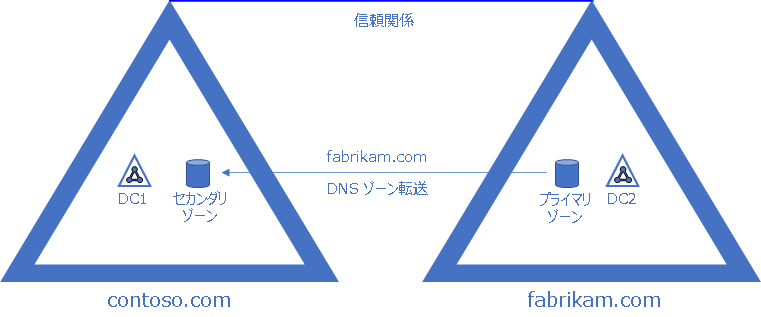 信頼関係
fabrikam.com
DNS ゾーン転送
DC1
セカンダリ
ゾーン
プライマリ
ゾーン
DC2
contoso.com
fabrikam.com